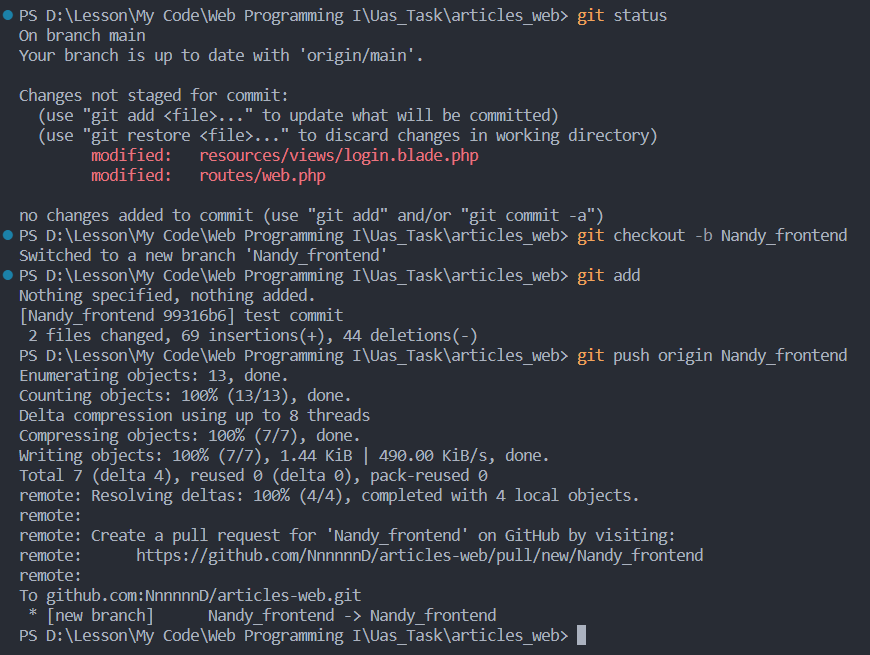 PS D:\Lesson\My Code\Web Programming I\Uas_Task\articles_web> git status
On branch main
Your branch is up to date with 'origin/main'.

Changes not staged for commit:
  (use "git add <file>..." to update what will be committed)
  (use "git restore <file>..." to discard changes in working directory)
        modified:   resources/views/login.blade.php
        modified:   routes/web.php

no changes added to commit (use "git add" and/or "git commit -a")
PS D:\Lesson\My Code\Web Programming I\Uas_Task\articles_web> git checkout -b Nandy_frontend
Switched to a new branch 'Nandy_frontend'
PS D:\Lesson\My Code\Web Programming I\Uas_Task\articles_web> git add
Nothing specified, nothing added.
[Nandy_frontend 99316b6] test commit
 2 files changed, 69 insertions(+), 44 deletions(-)
PS D:\Lesson\My Code\Web Programming I\Uas_Task\articles_web> git push origin Nandy_frontend
Enumerating objects: 13, done.
Counting objects: 100% (13/13), done.
Delta compression using up to 8 threads
Compressing objects: 100% (7/7), done.
Writing objects: 100% (7/7), 1.44 KiB | 490.00 KiB/s, done.
Total 7 (delta 4), reused 0 (delta 0), pack-reused 0
remote: Resolving deltas: 100% (4/4), completed with 4 local objects.
remote:
remote: Create a pull request for 'Nandy_frontend' on GitHub by visiting:
remote:      https://github.com/NnnnnnD/articles-web/pull/new/Nandy_frontend
remote:
To github.com:NnnnnnD/articles-web.git
 * [new branch]      Nandy_frontend -> Nandy_frontend
PS D:\Lesson\My Code\Web Programming I\Uas_Task\articles_web>